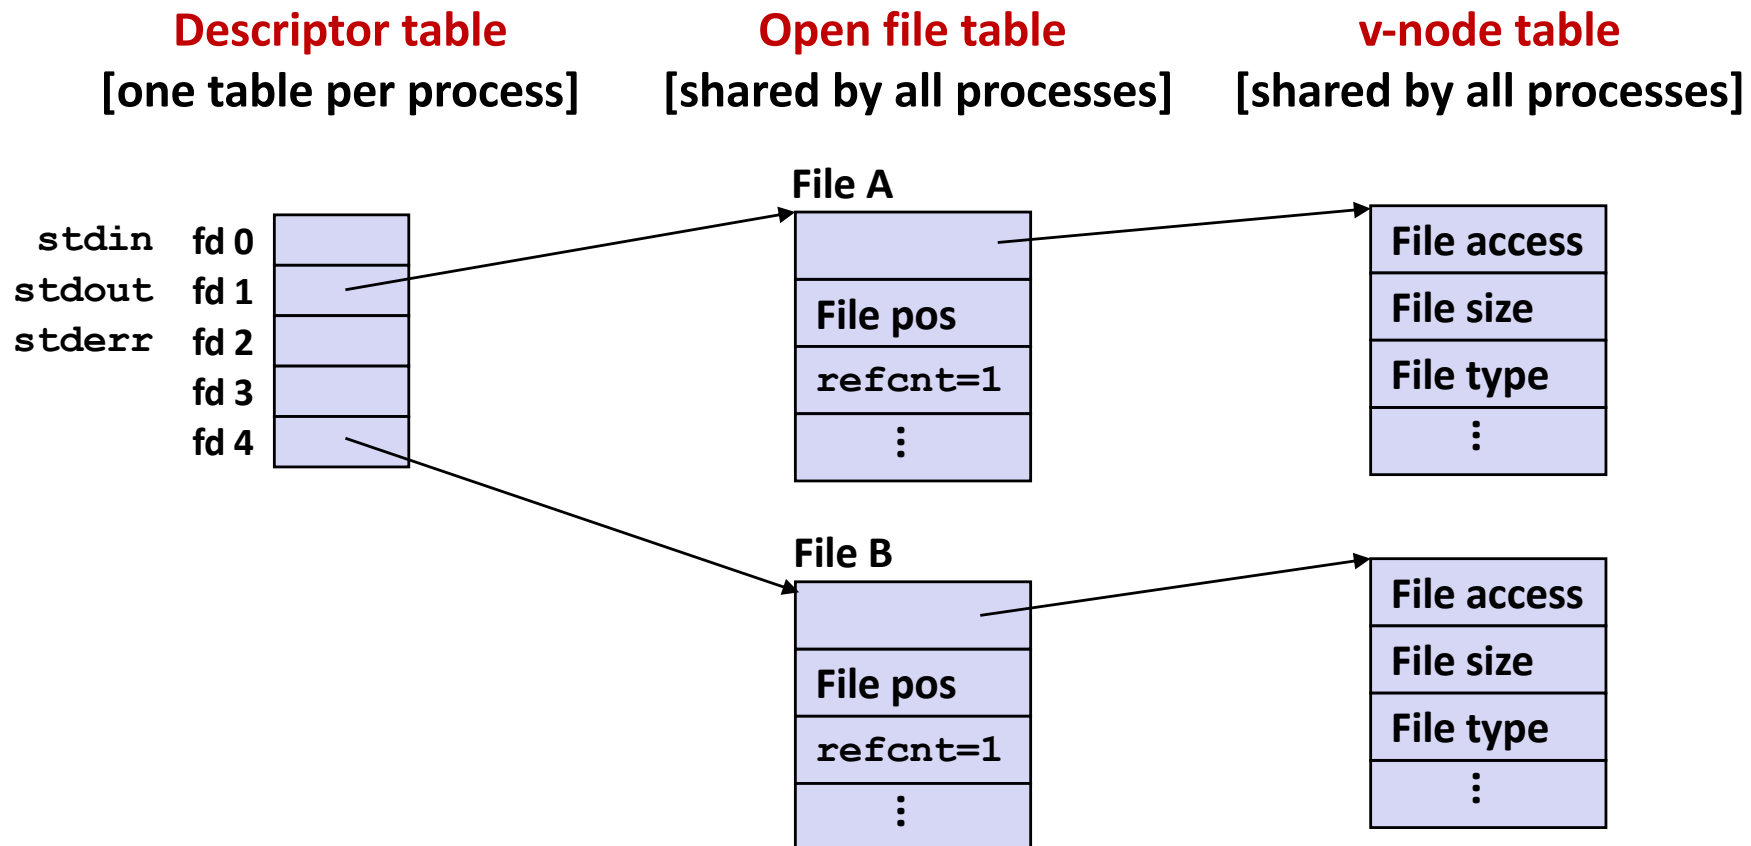 Descriptor table
[one table per process]
Open file table
[shared by all processes]
v-node table
[shared by all processes]
stdin fd 0
stdout fd 1
stderr fd 2
fd 3
fd 4
File A
File pos
refcnt=1
⋮
File access
File size
File type
⋮
File B
File pos
refcnt=1
⋮
File access
File size
File type
⋮